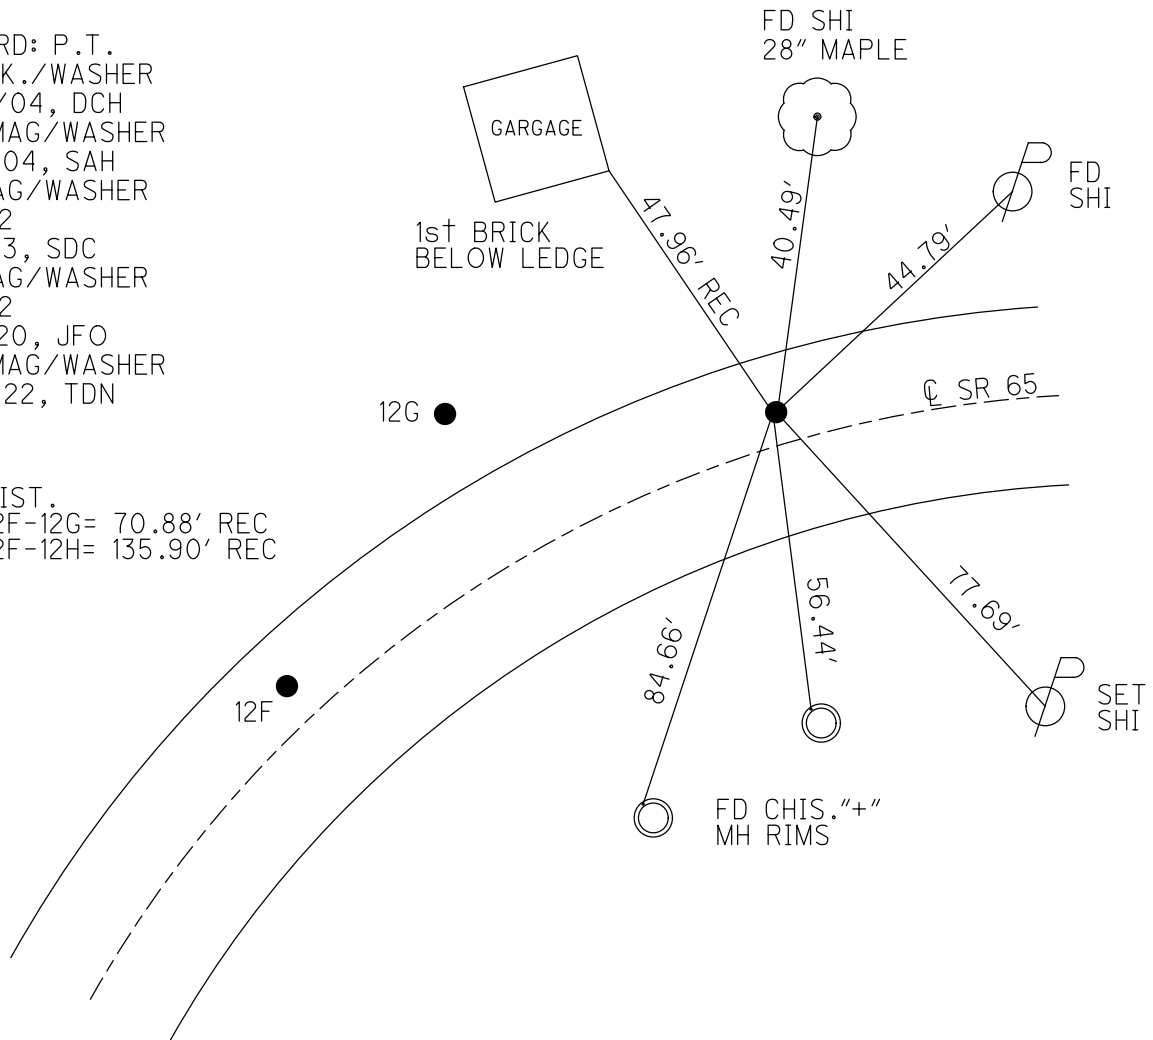 RD: P.T.
K./WASHER
/04, DCH
MAG/WASHER
04, SAH
AG/WASHER
2
3, SDC
AG/WASHER
2
20, JFO
MAG/WASHER
22, TDN
IST.
2F-12G= 70.88' REC
2F-12H= 135.90' REC
GARGAGE
1st BRICK
BELOW LEDGE
FD SHI
28" MAPLE
FD
SHI
47.96' REC
40.49'
44.79'
℄ SR 65
12G
12F
84.66'
56.44'
77.69'
SET
SHI
FD CHIS."+"
MH RIMS